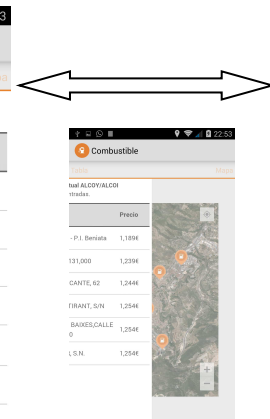 22:53
Combustible
Mapa
tual ALCOY/ALCOI
ntradas.
Precio
- P.I. Beniata 1,189€
131,000 1,239€
CANTE, 62 1,244€
TIRANT, S/N 1,254€
BAIXES,CALLE
0 1,254€
I, S.N. 1,254€